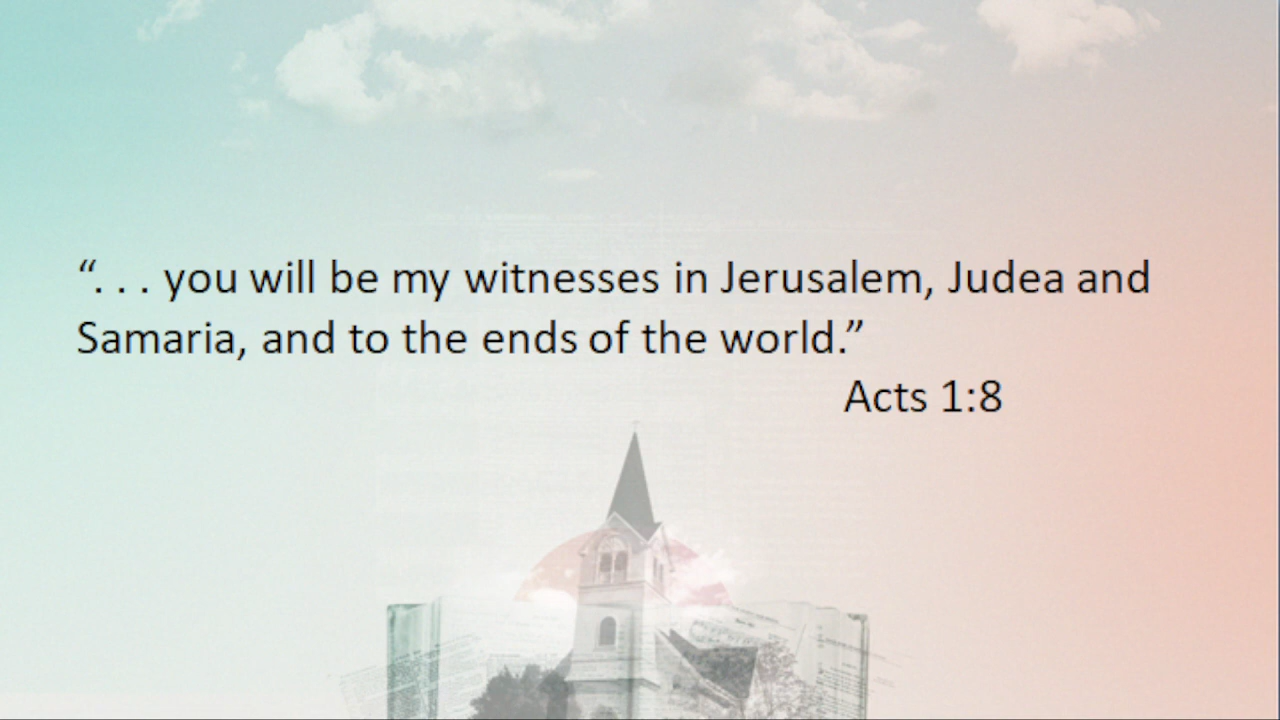 “. . . you will be my witnesses in Jerusalem, Judea and
Samaria, and to the ends of the world.”
Acts 1:8